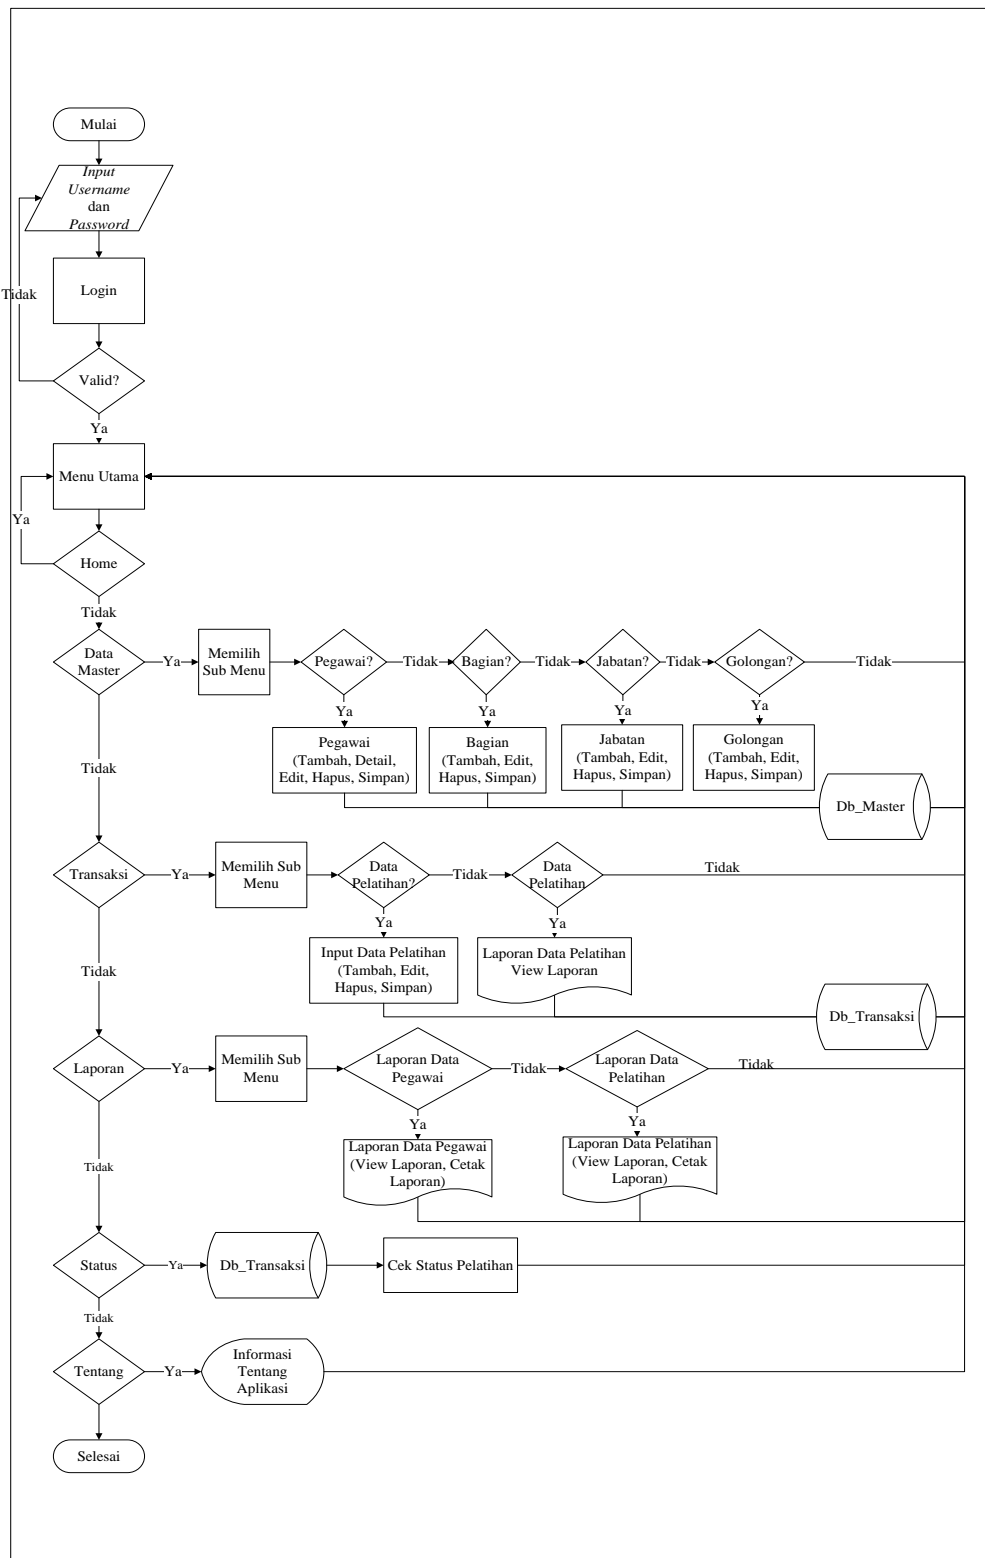 Mulai
Input
Username
dan
Password
Login
Tidak
Valid?
Ya
Menu Utama
Ya
Home
Tidak
Data
Master
Ya
Memilih
Sub Menu
Pegawai?
Tidak
Bagian?
Tidak
Jabatan?
Tidak
Golongan?
Tidak
Ya
Ya
Ya
Ya
Pegawai
(Tambah, Detail,
Edit, Hapus, Simpan)
Bagian
(Tambah, Edit,
Hapus, Simpan)
Jabatan
(Tambah, Edit,
Hapus, Simpan)
Golongan
(Tambah, Edit,
Hapus, Simpan)
Tidak
Db_Master
Transaksi
Ya
Memilih Sub
Menu
Data
Pelatihan?
Tidak
Data
Pelatihan
Tidak
Ya
Ya
Input Data Pelatihan
(Tambah, Edit,
Hapus, Simpan)
Laporan Data Pelatihan
View Laporan
Tidak
Db_Transaksi
Laporan
Ya
Memilih Sub
Menu
Laporan Data
Pegawai
Tidak
Laporan Data
Pelatihan
Tidak
Ya
Ya
Laporan Data Pegawai
(View Laporan, Cetak
Laporan)
Laporan Data Pelatihan
(View Laporan, Cetak
Laporan)
Tidak
Status
Ya
Db_Transaksi
Cek Status Pelatihan
Tidak
Tentang
Ya
Informasi
Tentang
Aplikasi
Selesai